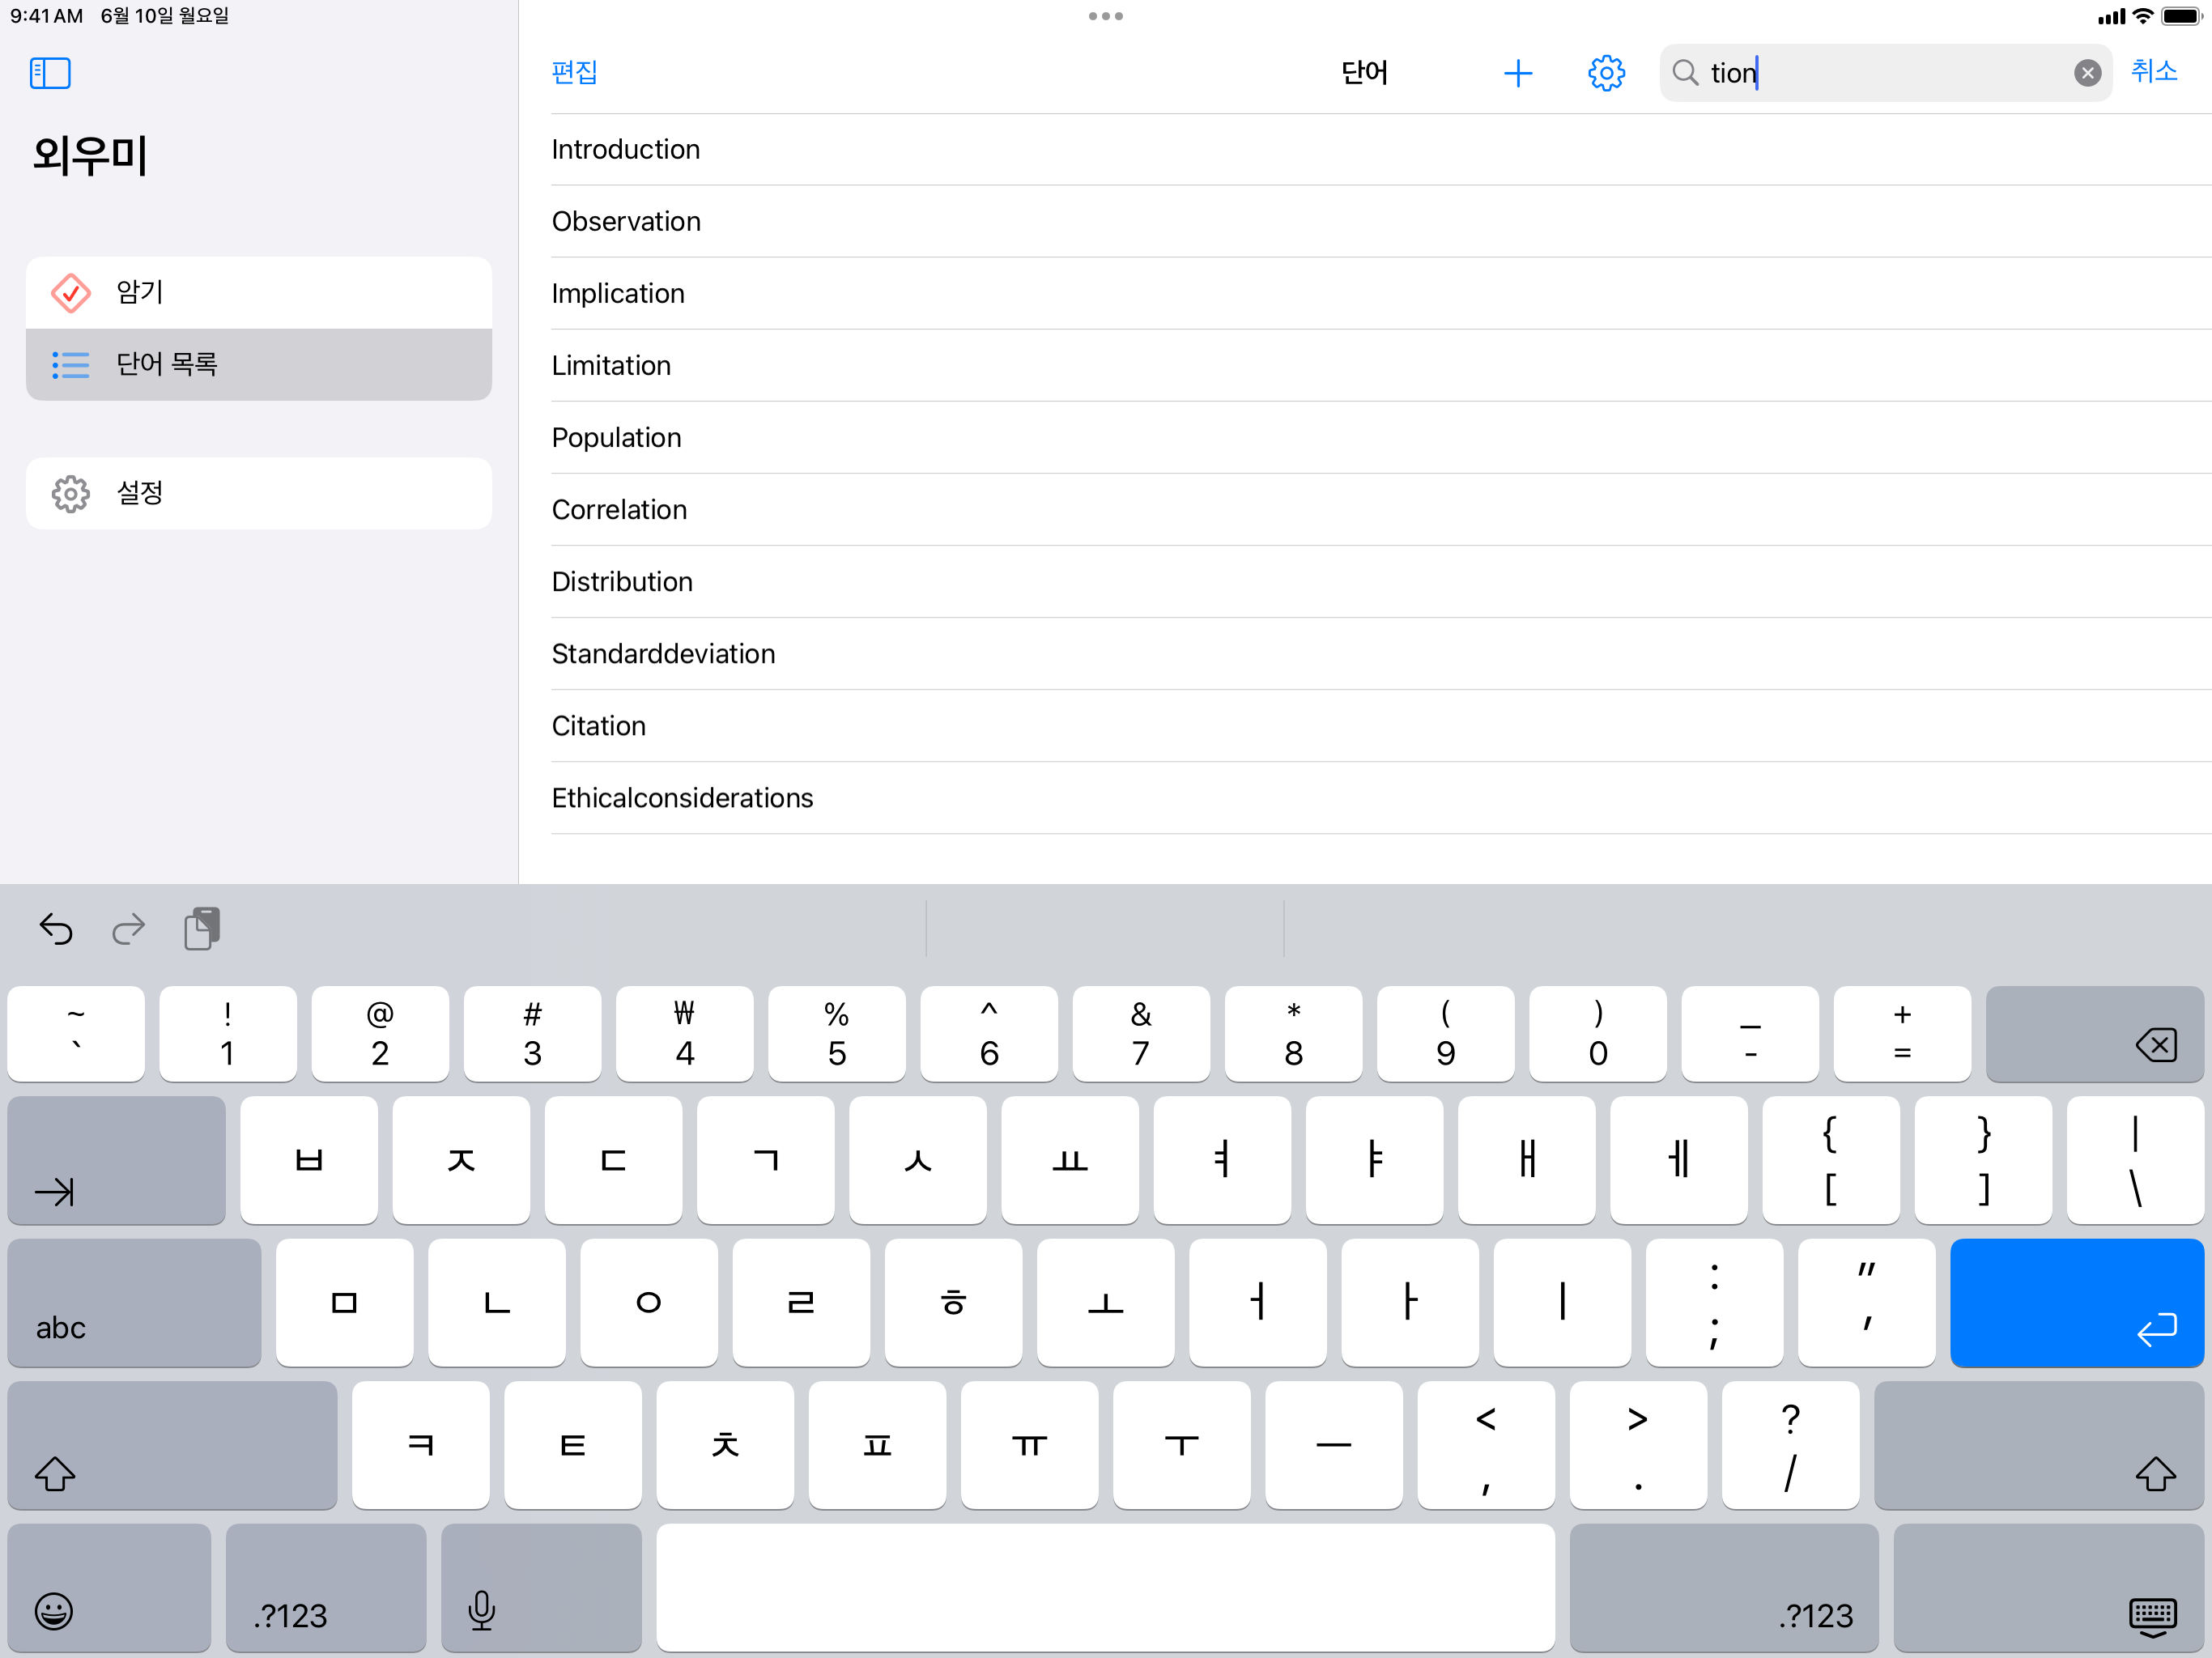 9:41 AM 6월 10일 월요일
외우미
암기
단어 목록
설정
편집 단어 tion 취소
Introduction
Observation
Implication
Limitation
Population
Correlation
Distribution
Standarddeviation
Citation
Ethicalconsiderations
~ ! @ # ₩ % ^ & * ( ) _ +
` 1 2 3 4 5 6 7 8 9 0 - =
ㅂ ㅈ ㄷ ㄱ ㅅ ㅛ ㅕ ㅑ ㅐ ㅔ { } |
[ ] \
abc ㅁ ㄴ ㅇ ㄹ ㅎ ㅗ ㅓ ㅏ ㅣ : "
; '
ㅋ ㅌ ㅊ ㅍ ㅠ ㅜ ㅡ < > ?
, . /
.?123 .?123